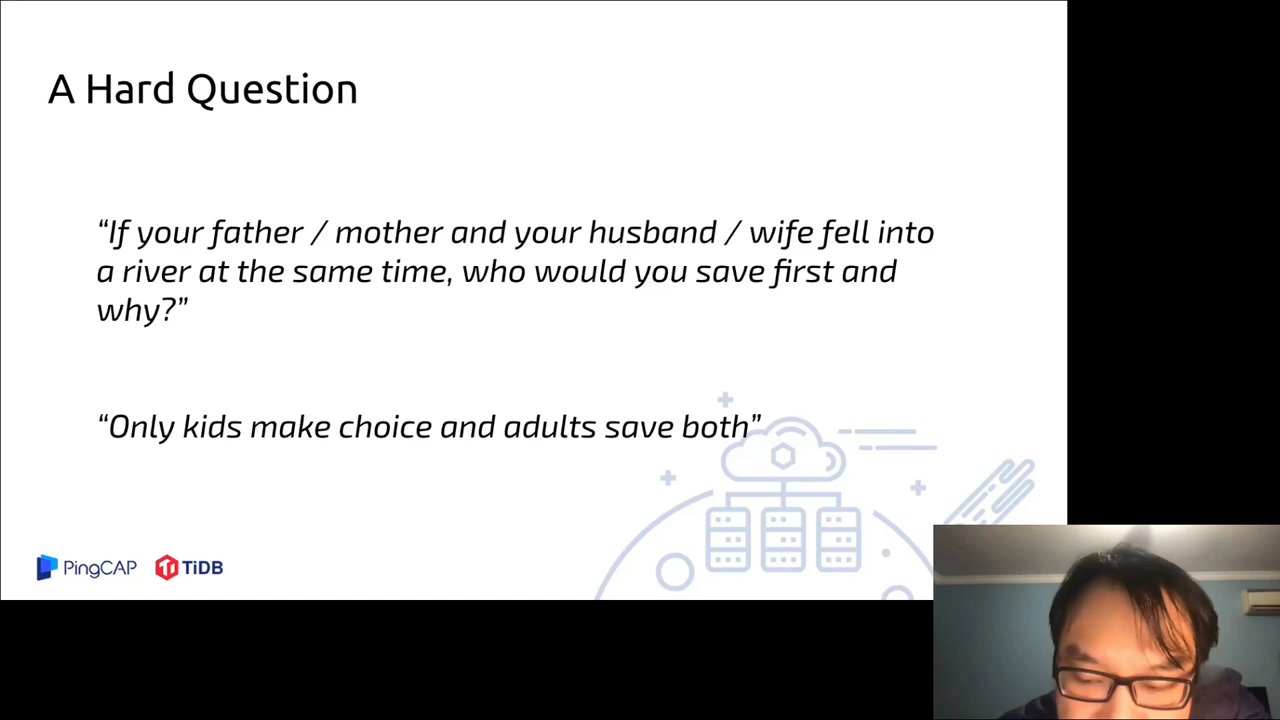 A Hard Question
“If your father / mother and your husband / wife fell into
a river at the same time, who would you save first and
why?”
“Only kids make choice and adults save both”
PingCAP TiDB